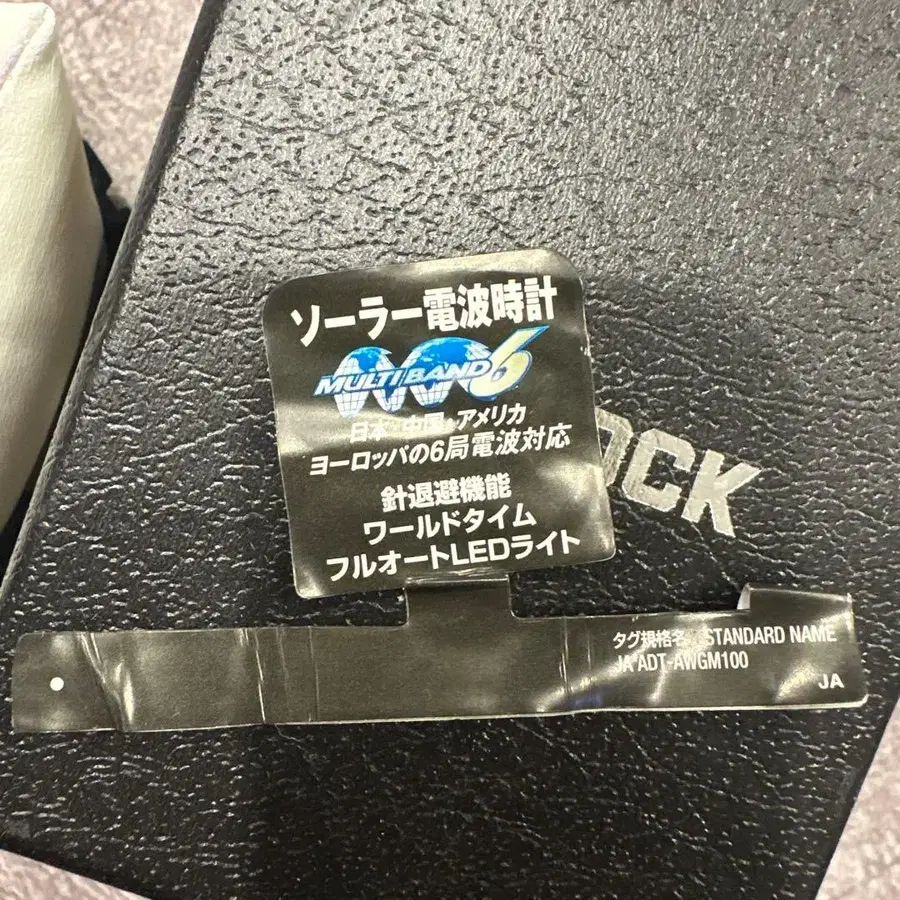 ソーラー電波時計
MULTI BAND 6
日本 中国 アメリカ
ヨーロッパの6局電波対応
針退避機能
ワールドタイム
フルオートLEDライト
OCK
タグ規格名 STANDARD NAME
JA ADT-AWGM100
JA